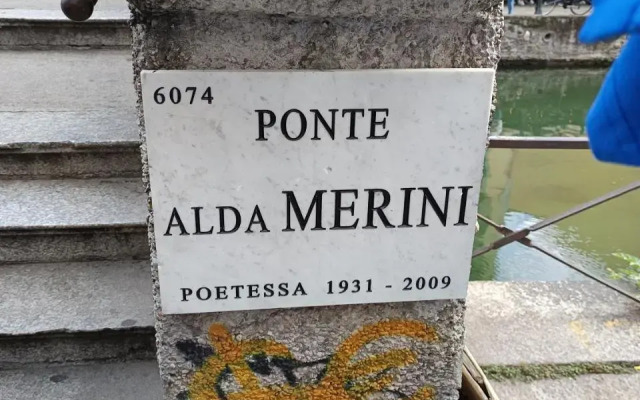 6074
PONTE
ALDA MERINI
POETESSA 1931 - 2009